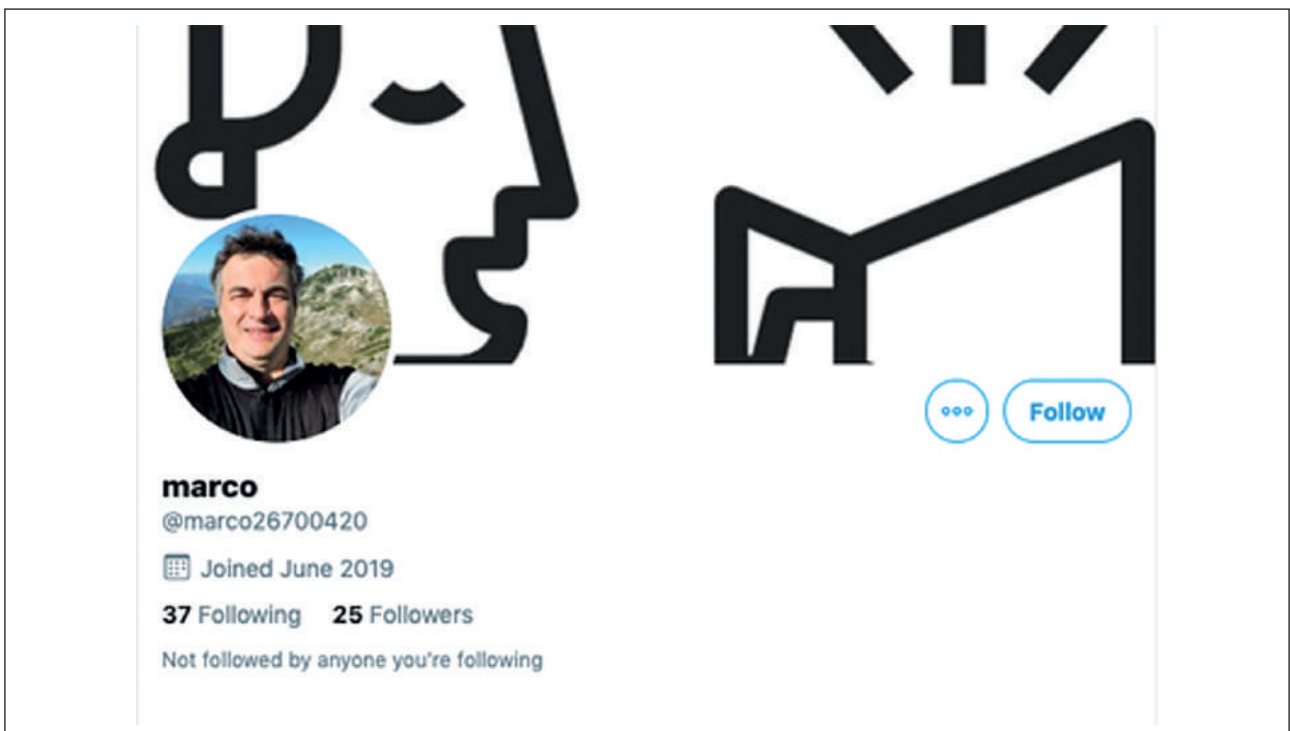 Follow
marco
@marco26700420
Joined June 2019
37 Following 25 Followers
Not followed by anyone you're following